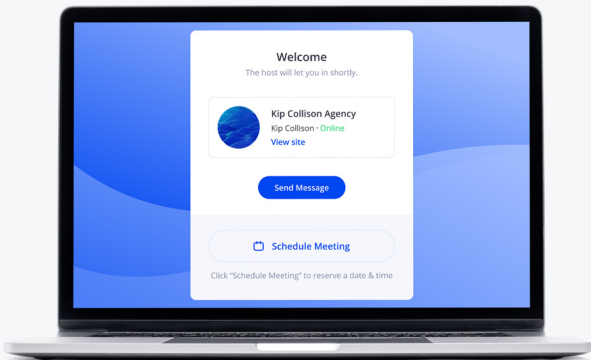 Welcome
The host will let you in shortly.
Kip Collison Agency
Kip Collison · Online
View site
Send Message
Schedule Meeting
Click "Schedule Meeting" to reserve a date & time